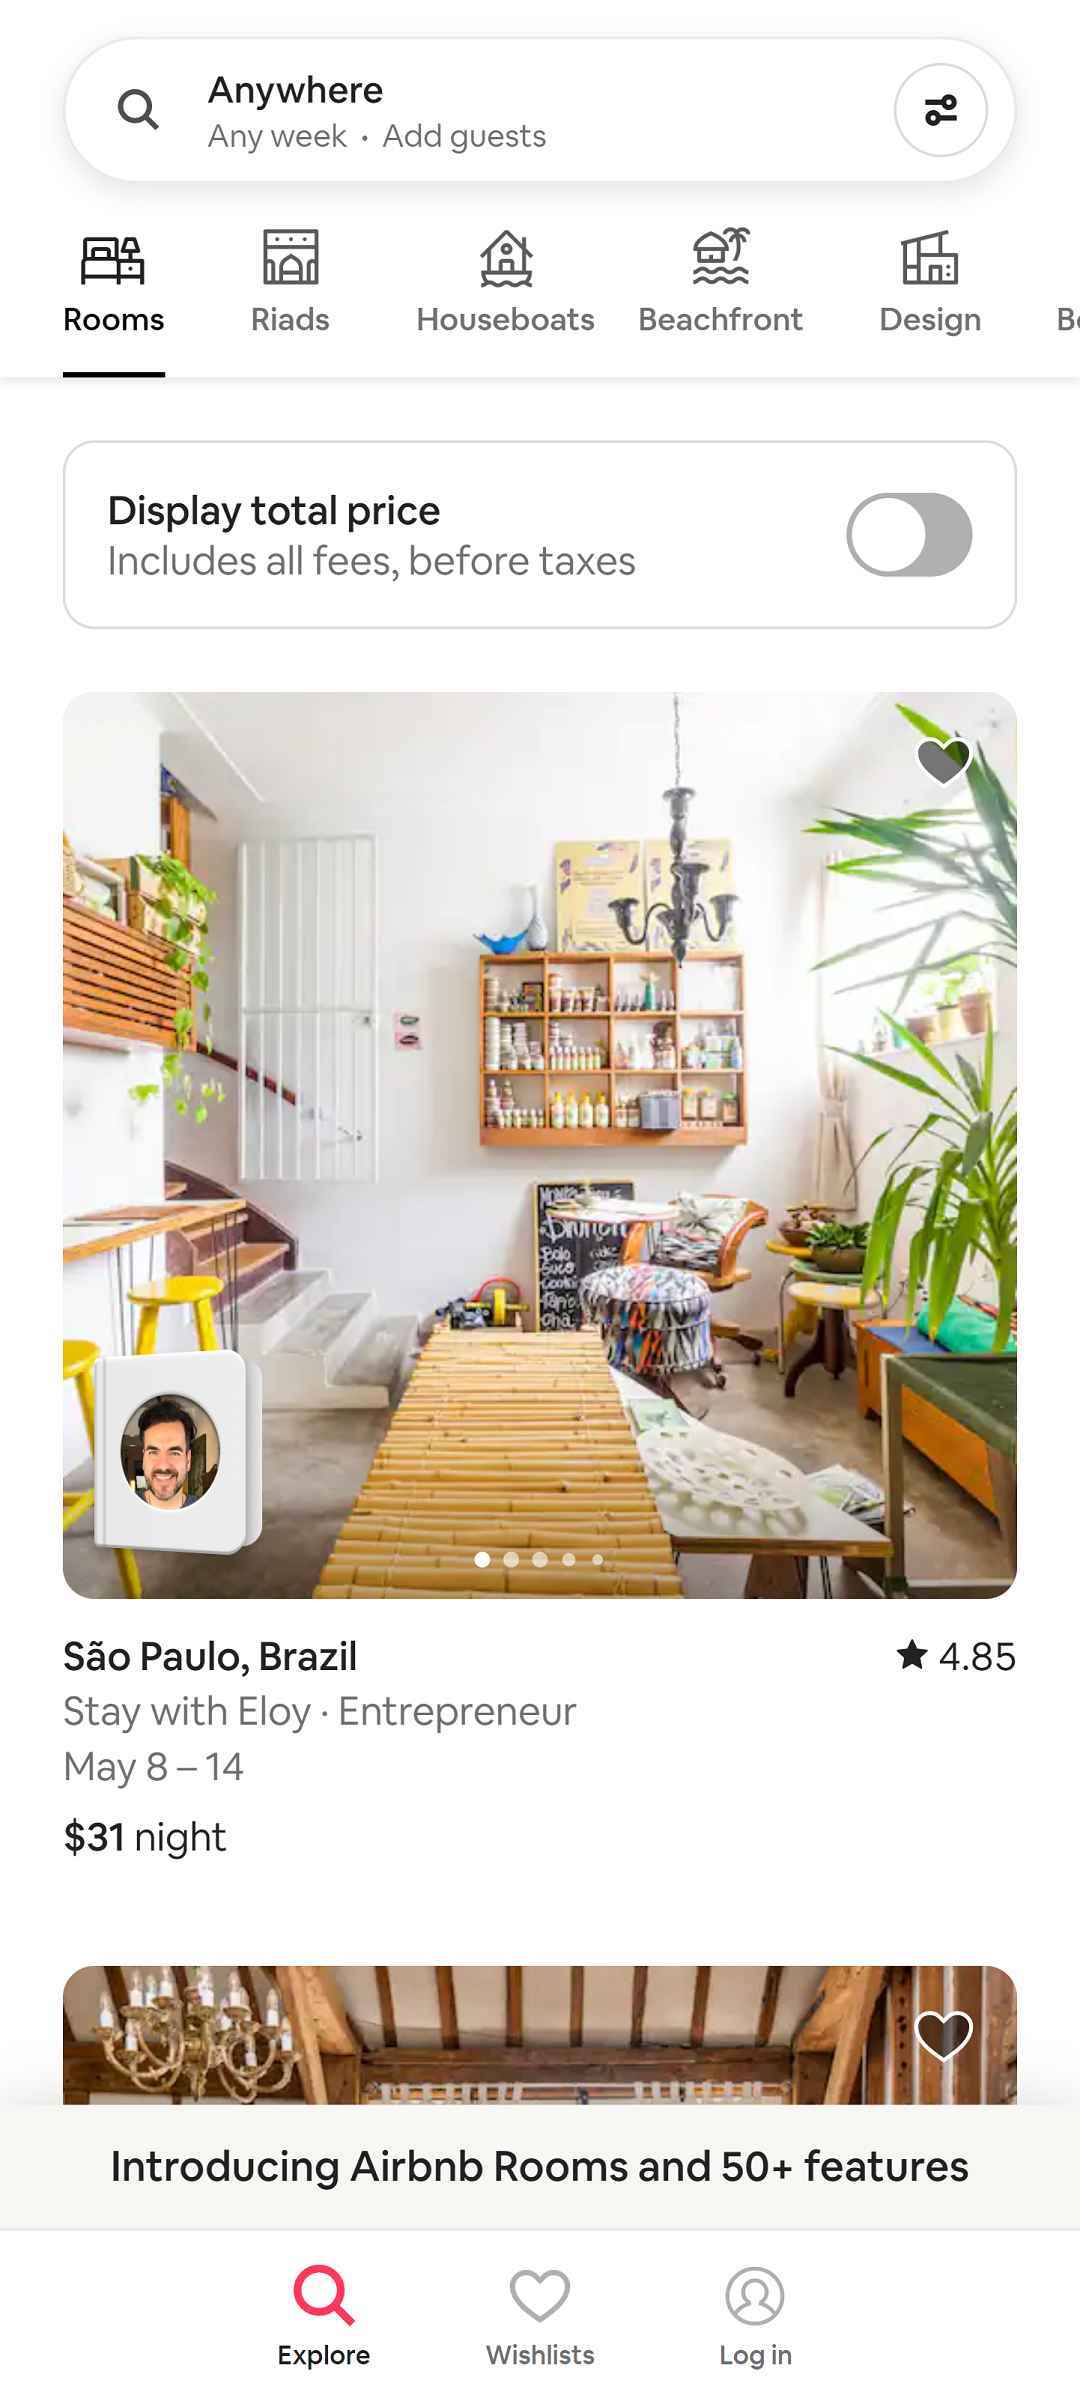 Anywhere
Any week • Add guests
Rooms
Riads
Houseboats
Beachfront
Design
Display total price
Includes all fees, before taxes
Brunch
Bolo
São Paulo, Brazil
4.85
Stay with Eloy · Entrepreneur
May 8 – 14
$31 night
Introducing Airbnb Rooms and 50+ features
Explore
Wishlists
Log in